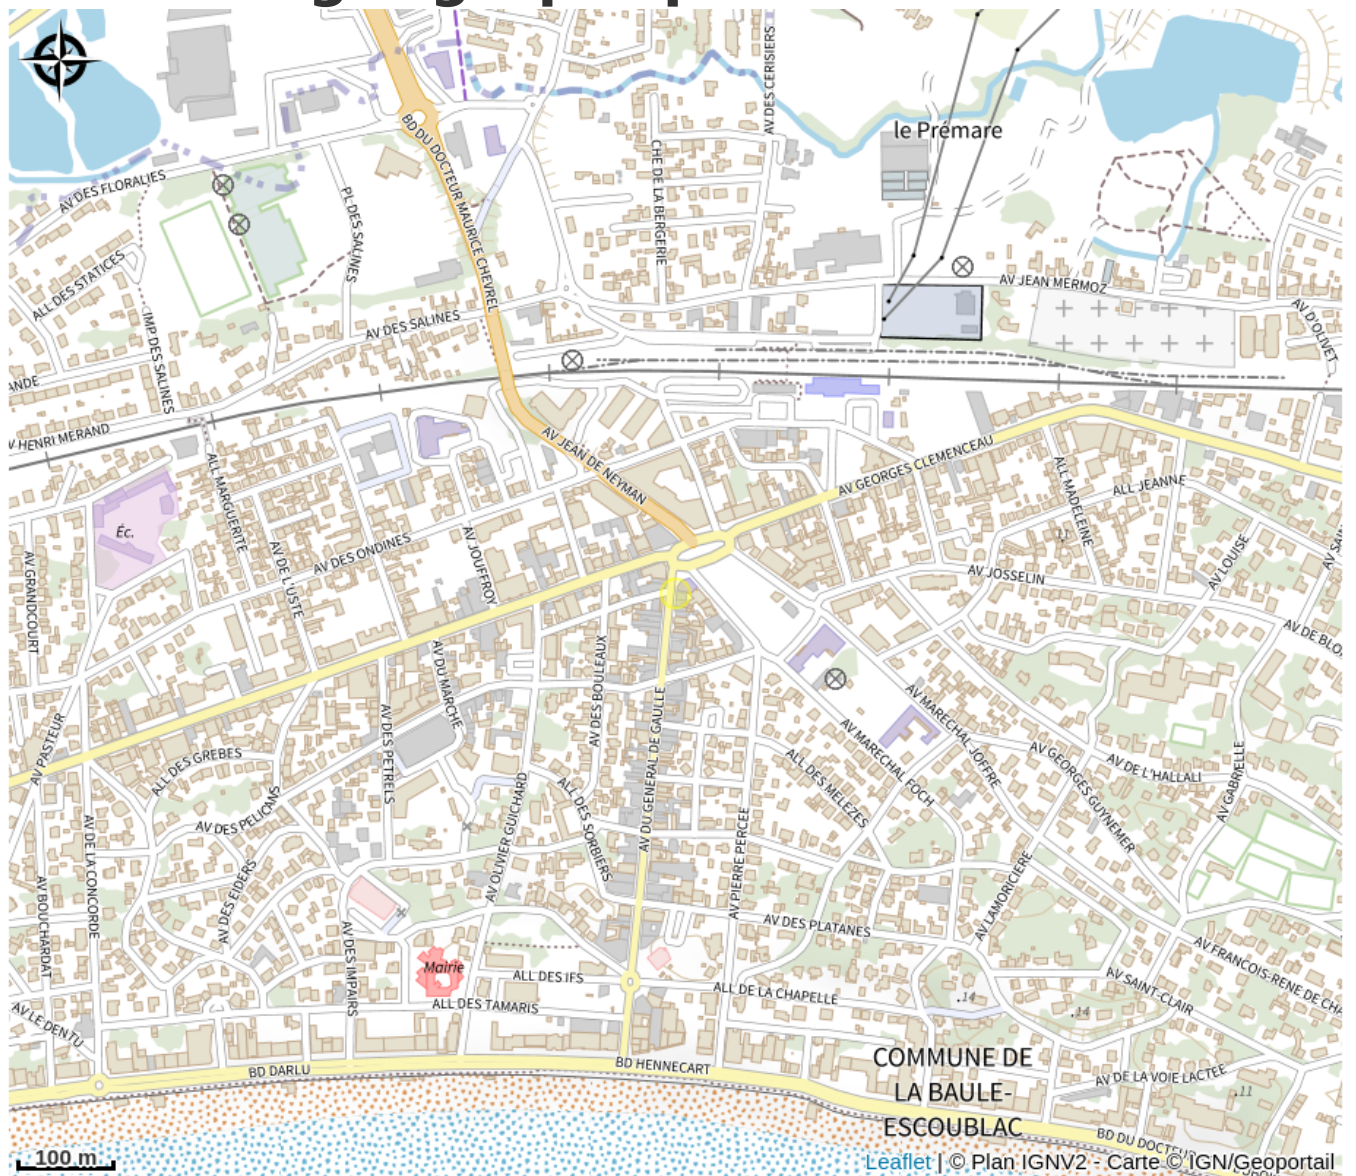 AV DES CERISIERS
BD DU DOCTEUR MAURICE CHEVREL
le Prémare
CHE DE LA BERGERIE
AV DES FLORALIES
PL DES SALINES
ALL DES STATICES
AV JEAN MERMOZ
AV D'OLIVET
IMP DES SALINES
AV DES SALINES
ANDE
HENRI MERAND
AV JEAN DE NEYMAN
AV GEORGES CLEMENCEAU
ALL MARGUERITE
ALL MADELEINE
ALL JEANNE
Éc.
AV DES ONDINES
AV JOUFFROY
AV DE L'USTE
AV GRANDCOURT
AV LOUISE
AV JOSSELIN
11
AV DE BLO
AV DU MARCHE
AV DES BOULEAUX
AV PASTEUR
AV DES PETRELS
AV DU GENERAL DE GAULLE
AV MARECHAL JOFFRE
AV MARECHAL FOCH
AV GEORGES GUYNEMER
AV DE L'HALLALI
AV GABRIELLE
ALL DES GREBES
ALL DES MELEZES
AV DES PELICANS
AV OLIVIER GUICHARD
ALL DES SORBIERS
AV DE LA CONCORDE
AV PIERRE PERCEE
AV DES EIDERS
AV LAMORICIERE
AV BOUCHARDAT
AV DES PLATANES
AV DES IMPAIRS
AV FRANCOIS-RENE DE CHA
Mairie
ALL DES IFS
AV SAINT-CLAIR
ALL DE LA CHAPELLE
ALL DES TAMARIS
.14
.14
AV LE DENTU
BD DARLU
BD HENNECART
COMMUNE DE
LA BAULE-
ESCOUBLAC
AV DE LA VOIE LACTEE
.11
BD DU DOCTEU
100 m
Leaflet | © Plan IGNV2 - Carte © IGN/Geoportail